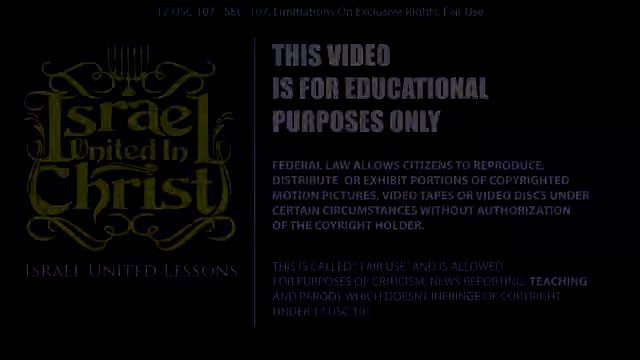 17 USC 107 - SEC. 107. Limitations On Exclusive Rights: Fair Use
Israel
United In
Christ
ISRAEL UNITED LESSONS
THIS VIDEO
IS FOR EDUCATIONAL
PURPOSES ONLY
FEDERAL LAW ALLOWS CITIZENS TO REPRODUCE,
DISTRIBUTE OR EXHIBIT PORTIONS OF COPYRIGHTED
MOTION PICTURES, VIDEO TAPES OR VIDEO DISCS UNDER
CERTAIN CIRCUMSTANCES WITHOUT AUTHORIZATION
OF THE COYRIGHT HOLDER.
THIS IS CALLED "FAIR USE" AND IS ALLOWED
FOR PURPOSES OF CRITICISM, NEWS REPORTING, TEACHING
AND PARODY WHICH DOESNT INFRINGE OF COPYRIGHT
UNDER 17 USC 107.